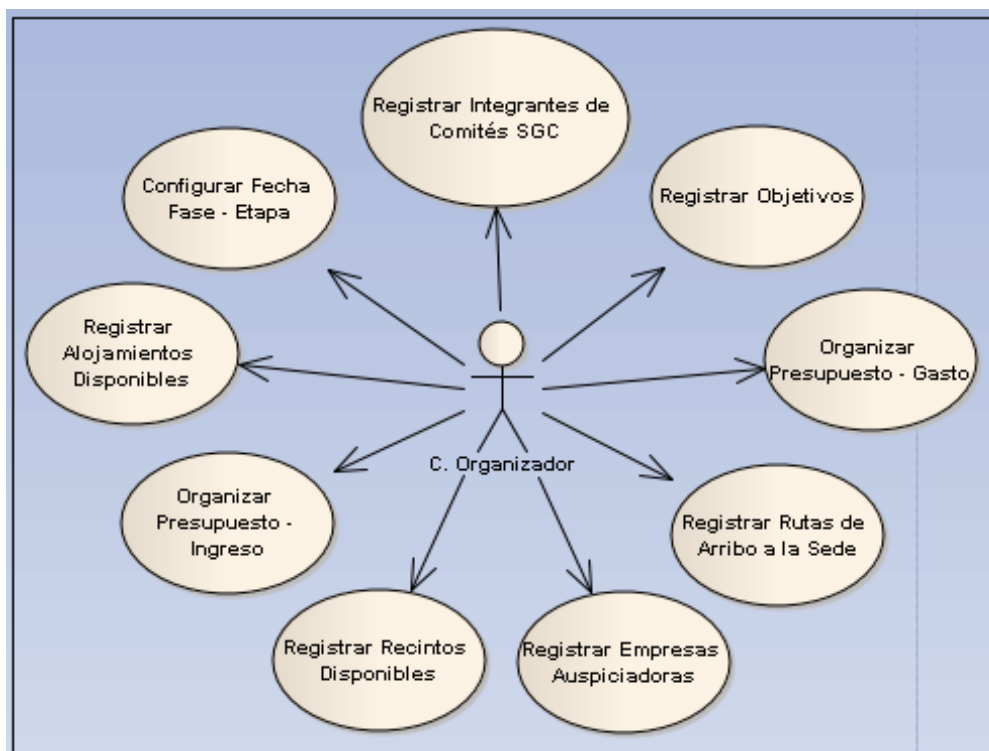 Registrar Integrantes de
Comités SGC
Configurar Fecha
Fase - Etapa
Registrar Objetivos
Registrar
Alojamientos
Disponibles
Organizar
Presupuesto - Gasto
C. Organizador
Organizar
Presupuesto -
Ingreso
Registrar Rutas de
Arribo a la Sede
Registrar Recintos
Disponibles
Registrar Empresas
Auspiciadoras